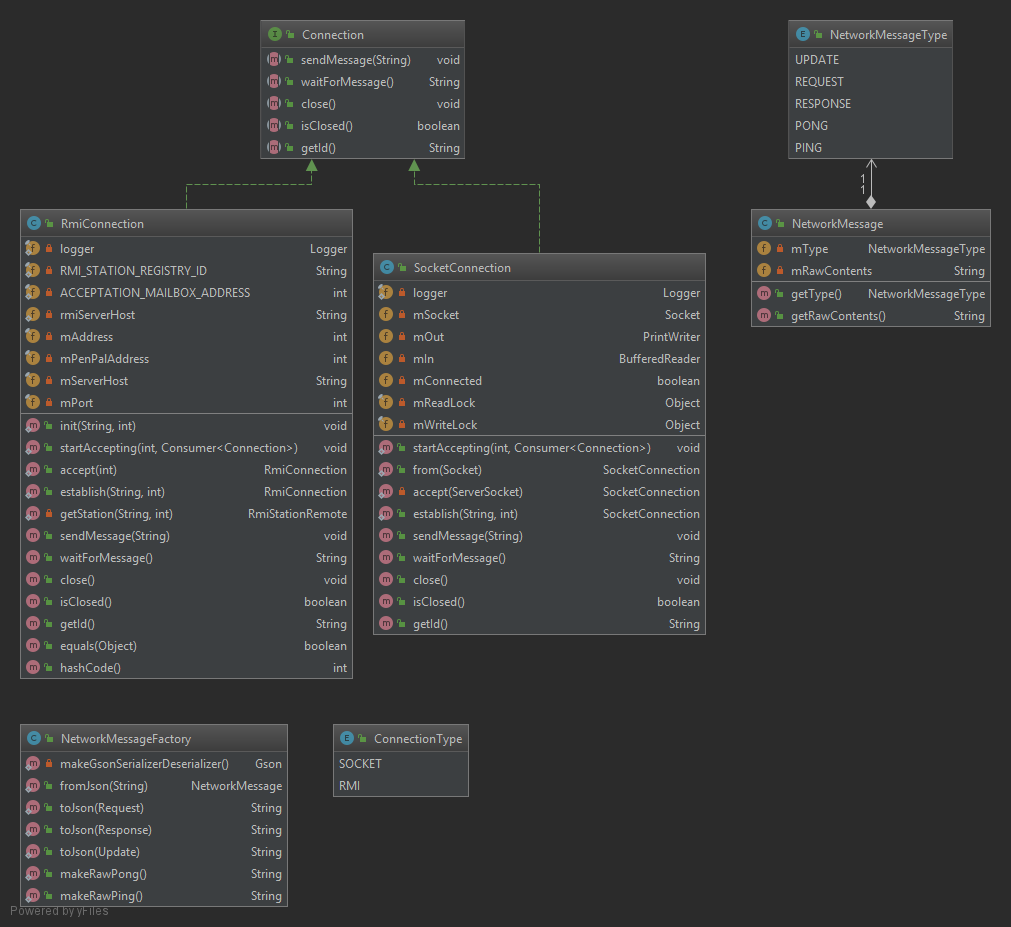 Connection
sendMessage(String) void
waitForMessage() String
close() void
isClosed() boolean
getId() String
NetworkMessageType
UPDATE
REQUEST
RESPONSE
PONG
PING
1
1
RmiConnection
logger Logger
RMI_STATION_REGISTRY_ID String
ACCEPTATION_MAILBOX_ADDRESS int
rmiServerHost String
mAddress int
mPenPalAddress int
mServerHost String
mPort int
init(String, int) void
startAccepting(int, Consumer<Connection>) void
accept(int) RmiConnection
establish(String, int) RmiConnection
getStation(String, int) RmiStationRemote
sendMessage(String) void
waitForMessage() String
close() void
isClosed() boolean
getId() String
equals(Object) boolean
hashCode() int
SocketConnection
logger Logger
mSocket Socket
mOut PrintWriter
mIn BufferedReader
mConnected boolean
mReadLock Object
mWriteLock Object
startAccepting(int, Consumer<Connection>) void
from(Socket) SocketConnection
accept(ServerSocket) SocketConnection
establish(String, int) SocketConnection
sendMessage(String) void
waitForMessage() String
close() void
isClosed() boolean
getId() String
NetworkMessage
mType NetworkMessageType
mRawContents String
getType() NetworkMessageType
getRawContents() String
NetworkMessageFactory
makeGsonSerializerDeserializer() Gson
fromJson(String) NetworkMessage
toJson(Request) String
toJson(Response) String
toJson(Update) String
makeRawPong() String
makeRawPing() String
ConnectionType
SOCKET
RMI
Powered by yFiles